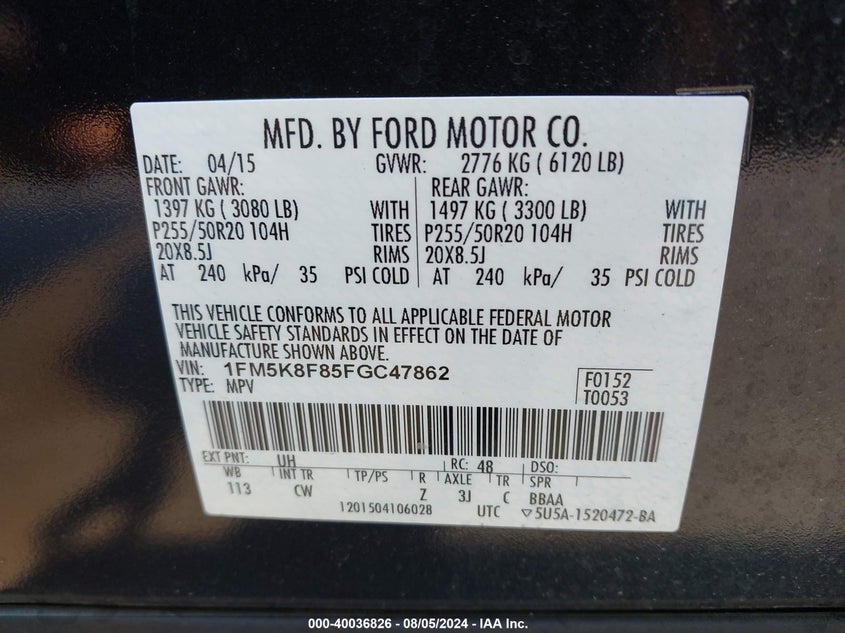 MFD. BY FORD MOTOR CO.
DATE: 04/15 GVWR: 2776 KG ( 6120 LB)
FRONT GAWR: REAR GAWR:
1397 KG ( 3080 LB) WITH 1497 KG ( 3300 LB) WITH
P255/50R20 104H TIRES P255/50R20 104H TIRES
20X8.5J RIMS 20X8.5J RIMS
AT 240 kPa/ 35 PSI COLD AT 240 kPa/ 35 PSI COLD
THIS VEHICLE CONFORMS TO ALL APPLICABLE FEDERAL MOTOR
VEHICLE SAFETY STANDARDS IN EFFECT ON THE DATE OF
MANUFACTURE SHOWN ABOVE.
VIN: 1FM5K8F85FGC47862 F0152
TYPE: MPV T0053
EXT PNT: UH RC: 48 DSO:
WB INT TR TP/PS R AXLE TR SPR
113 CW Z 3J C BBAA
1201504106028 UTC ▽5U5A-1520472-BA
000-40036826 - 08/05/2024 - IAA Inc.